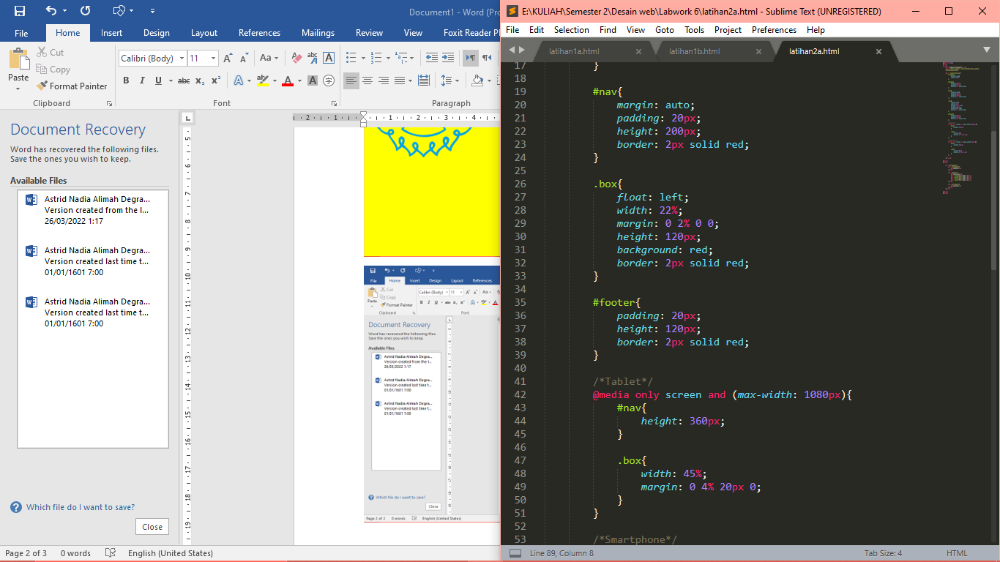 Document1 - Word (Pro
File
Home
Insert
Design
Layout
References
Mailings
Review
View
Foxit Reader P
Paste
Cut
Copy
Format Painter
Calibri (Body)
11
Clipboard
Font
Paragraph
Document Recovery
Word has recovered the following files.
Save the ones you wish to keep.
Available Files
Astrid Nadia Alimah Degra...
Version created from the l...
26/03/2022 1:17
Astrid Nadia Alimah Degra...
Version created last time t...
01/01/1601 7:00
Astrid Nadia Alimah Degra...
Version created last time t...
01/01/1601 7:00
Which file do I want to save?
Close
Page 2 of 3
0 words
English (United States)
File
Home
Insert
Design
Layout
References
Paste
Cut
Copy
Format Painter
Calibri (Body)
11
Clipboard
Font
Document Recovery
Word has recovered the following files.
Save the ones you wish to keep.
Available Files
Astrid Nadia Alimah Degra...
Version created from the l...
26/03/2022 1:17
Astrid Nadia Alimah Degra...
Version created last time t...
01/01/1601 7:00
Astrid Nadia Alimah Degra...
Version created last time t...
01/01/1601 7:00
Which file do I want to save?
Close
Page 2 of 2
0 words
English (United States)
E:\KULIAH\Semester 2\Desain web\Labwork 6\latihan2a.html - Sublime Text (UNREGISTERED)
File Edit Selection Find View Goto Tools Project Preferences Help
latihan1a.html
latihan1b.html
latihan2a.html
17 }
18
19 #nav{
20 margin: auto;
21 padding: 20px;
22 height: 200px;
23 border: 2px solid red;
24 }
25
26 .box{
27 float: left;
28 width: 22%;
29 margin: 0 2% 0 0;
30 height: 120px;
31 background: red;
32 border: 2px solid red;
33 }
34
35 #footer{
36 padding: 20px;
37 height: 120px;
38 border: 2px solid red;
39 }
40
41 /*Tablet*/
42 @media only screen and (max-width: 1080px){
43 #nav{
44 height: 360px;
45 }
46
47 .box{
48 width: 45%;
49 margin: 0 4% 20px 0;
50 }
51 }
52
53 /*Smartphone*/
Line 89, Column 8
Tab Size: 4
HTML